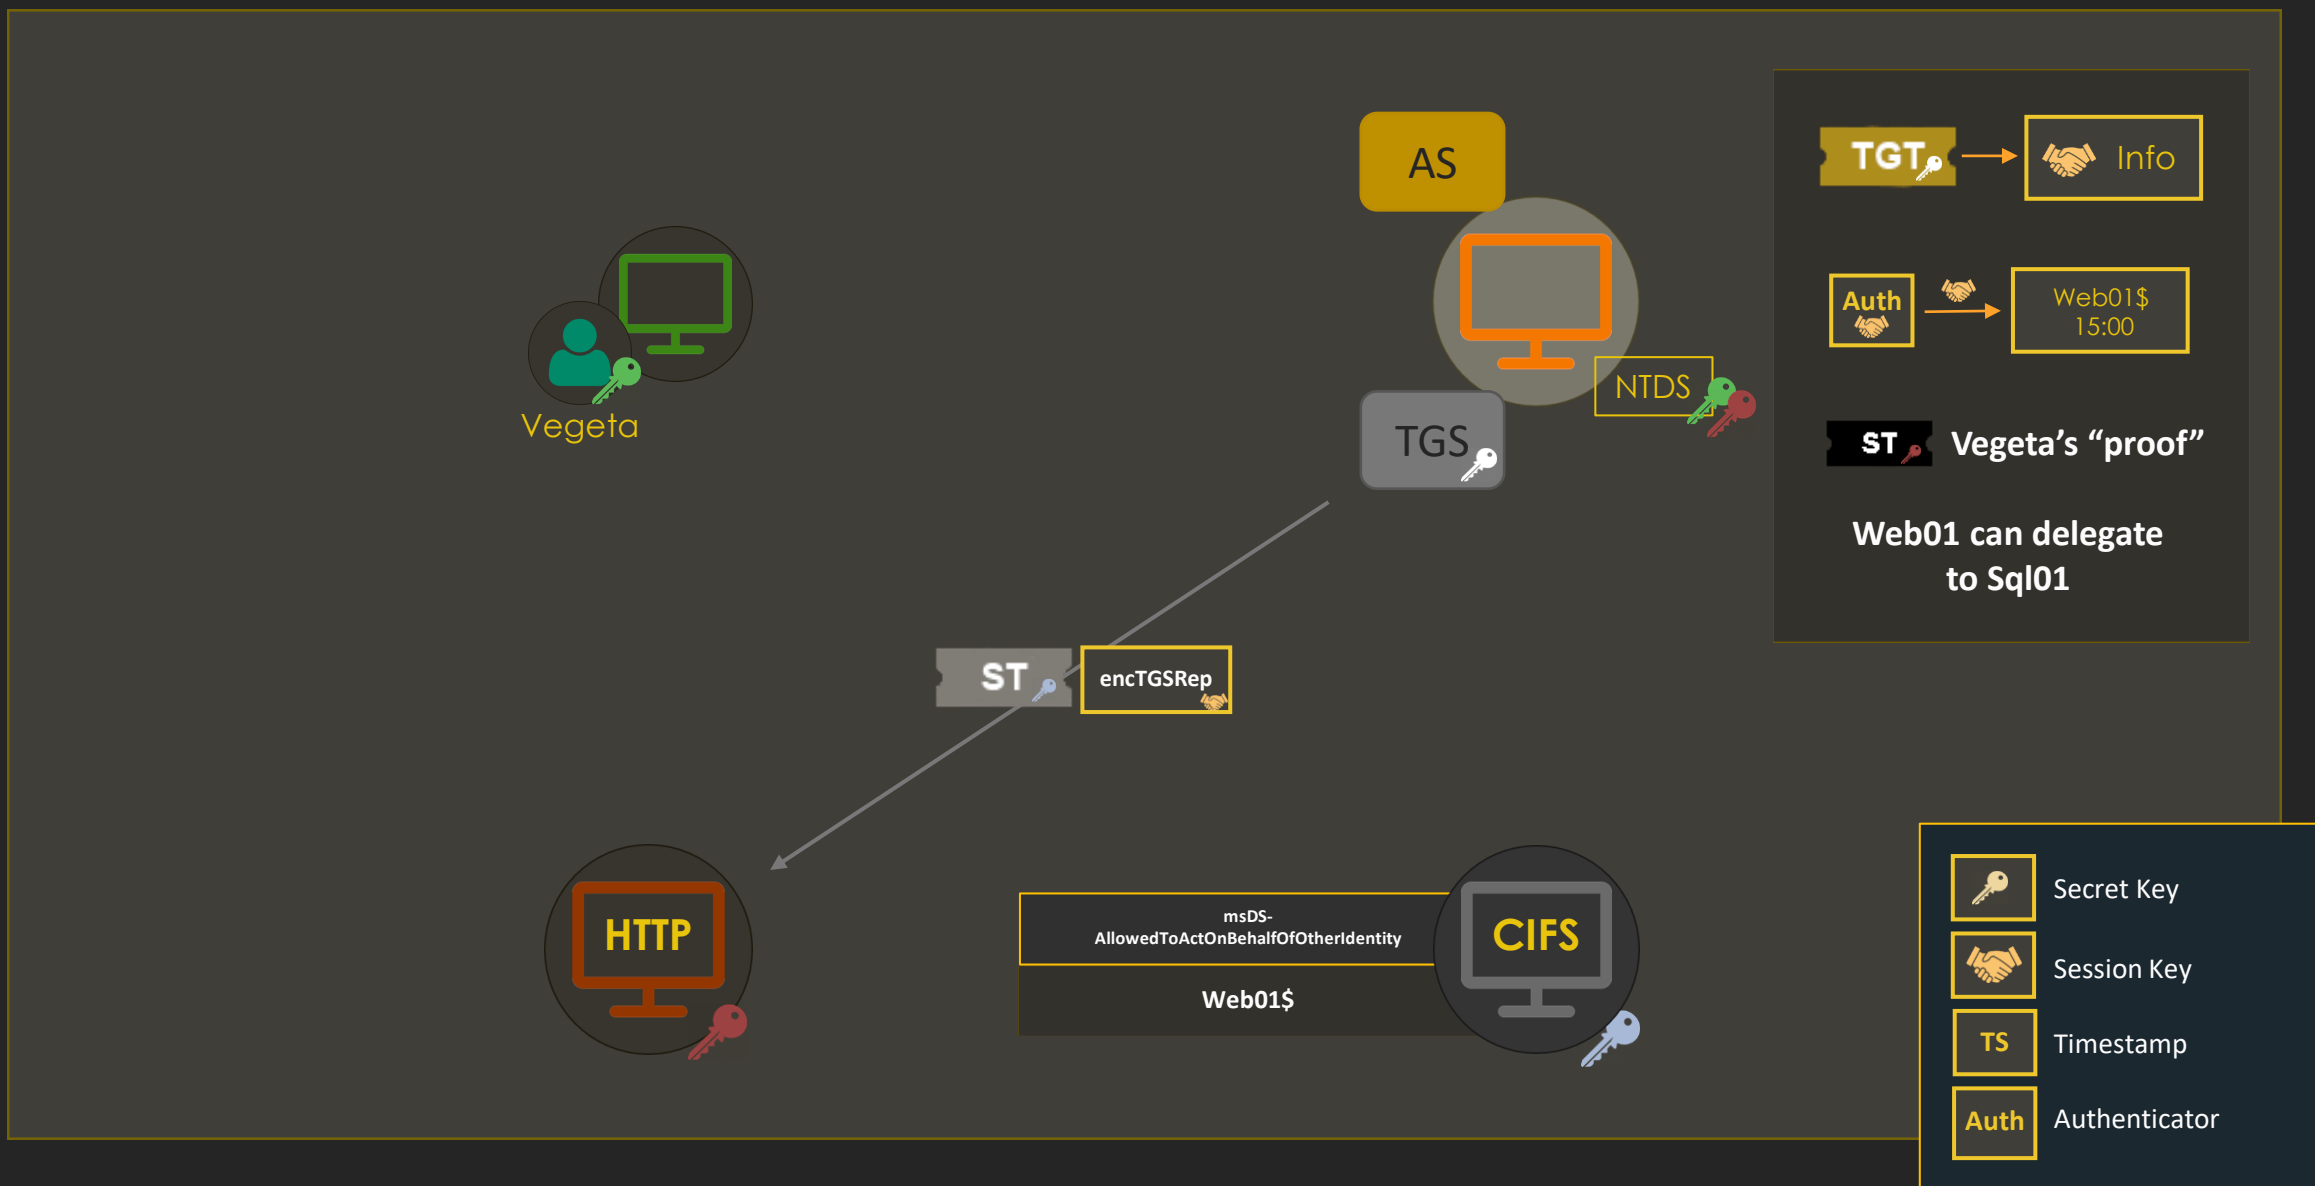 AS
TGT
Info
Auth
Web01$
15:00
Vegeta
NTDS
TGS
ST
Vegeta's “proof”
Web01 can delegate
to Sql01
ST
encTGSRep
HTTP
msDS-
AllowedToActOnBehalfOfOtherIdentity
Web01$
CIFS
Secret Key
Session Key
TS
Timestamp
Auth
Authenticator